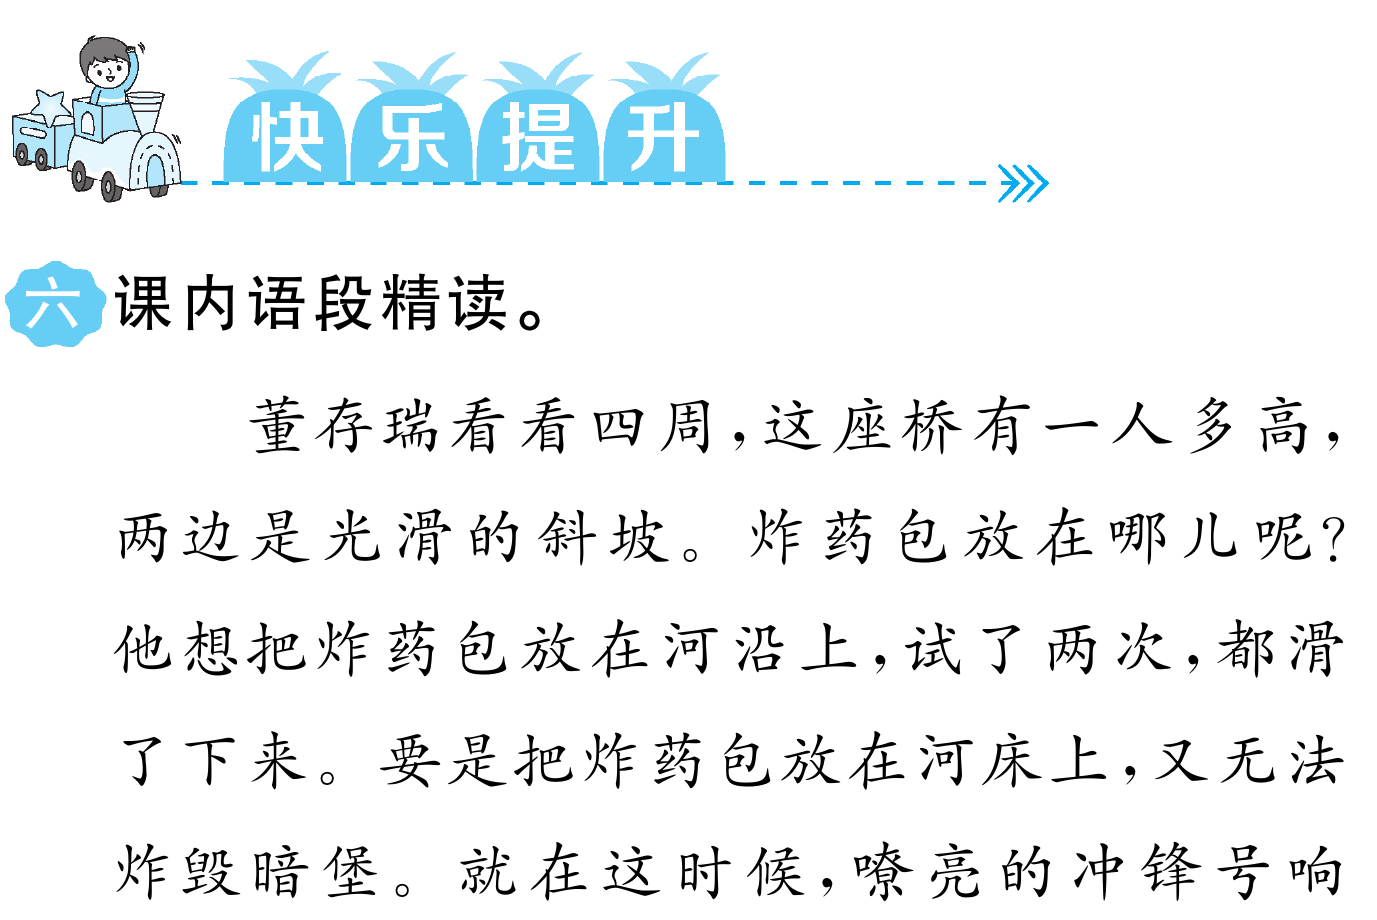 快乐提升
六 课内语段精读。
董存瑞看看四周,这座桥有一人多高,
两边是光滑的斜坡。炸药包放在哪儿呢?
他想把炸药包放在河沿上,试了两次,都滑
了下来。要是把炸药包放在河床上,又无法
炸毁暗堡。就在这时候,嘹亮的冲锋号响